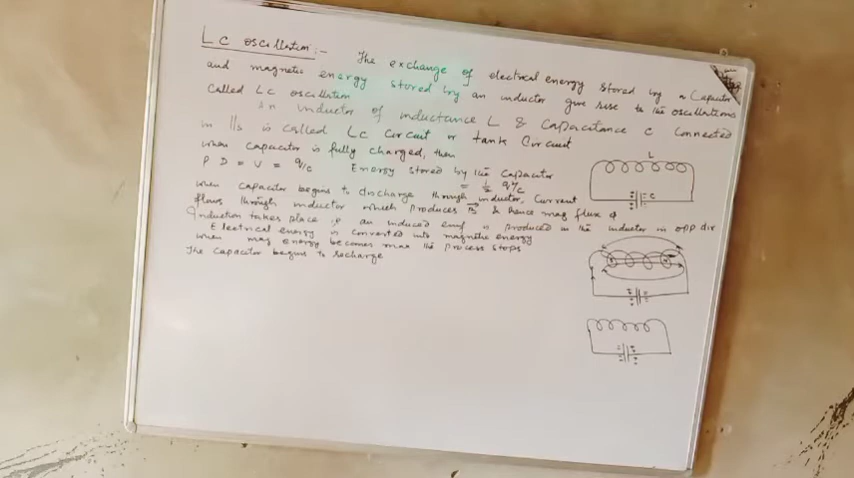 Lc oscillation:- The exchange of electrical energy stored by a Capacitor
and magnetic energy stored by an inductor give rise to the oscillations
Called Lc oscillation
An inductor of inductance L & Capacitance C connected
in ||s is called Lc Circuit or tank Circuit
when capacitor is fully charged, then
P D = V = q/c Energy stored by the Capacitor
= 1/2 q²/c
when capacitor begins to discharge through inductor, Current
flows through inductor which produces B & hence mag flux φ
Induction takes place & an induced emf is produced in the inductor in opp dir
Electrical energy is converted into magnetic energy
when mag energy becomes max the process stops
The Capacitor begins to recharge
L
C